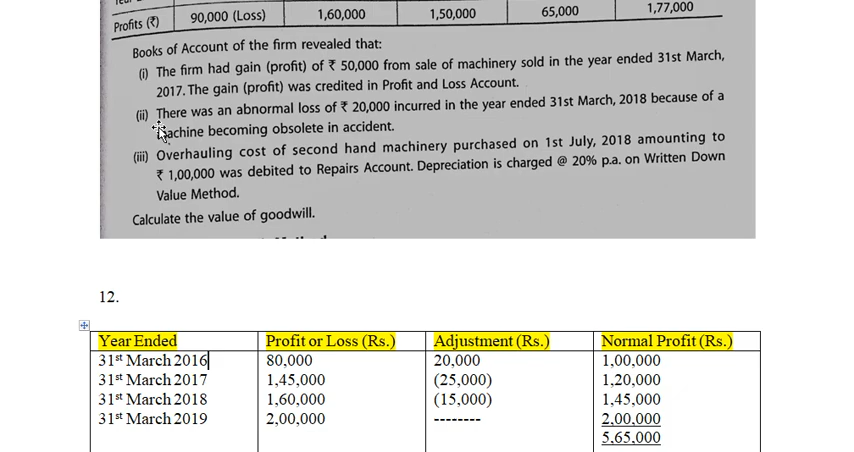 Profits (₹) 90,000 (Loss) 1,60,000 1,50,000 65,000 1,77,000
Books of Account of the firm revealed that:
(i) The firm had gain (profit) of ₹ 50,000 from sale of machinery sold in the year ended 31st March,
2017. The gain (profit) was credited in Profit and Loss Account.
(ii) There was an abnormal loss of ₹ 20,000 incurred in the year ended 31st March, 2018 because of a
machine becoming obsolete in accident.
(iii) Overhauling cost of second hand machinery purchased on 1st July, 2018 amounting to
₹ 1,00,000 was debited to Repairs Account. Depreciation is charged @ 20% p.a. on Written Down
Value Method.
Calculate the value of goodwill.
12.
Year Ended Profit or Loss (Rs.) Adjustment (Rs.) Normal Profit (Rs.)
31st March 2016 80,000 20,000 1,00,000
31st March 2017 1,45,000 (25,000) 1,20,000
31st March 2018 1,60,000 (15,000) 1,45,000
31st March 2019 2,00,000 -------- 2,00,000
5,65,000